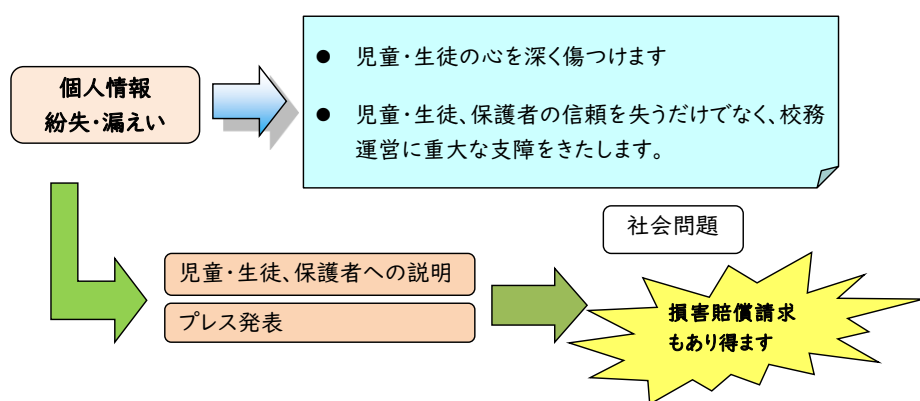 個人情報
紛失・漏えい
● 児童・生徒の心を深く傷つけます
● 児童・生徒、保護者の信頼を失うだけでなく、校務
運営に重大な支障をきたします。
社会問題
児童・生徒、保護者への説明
プレス発表
損害賠償請求
もあり得ます